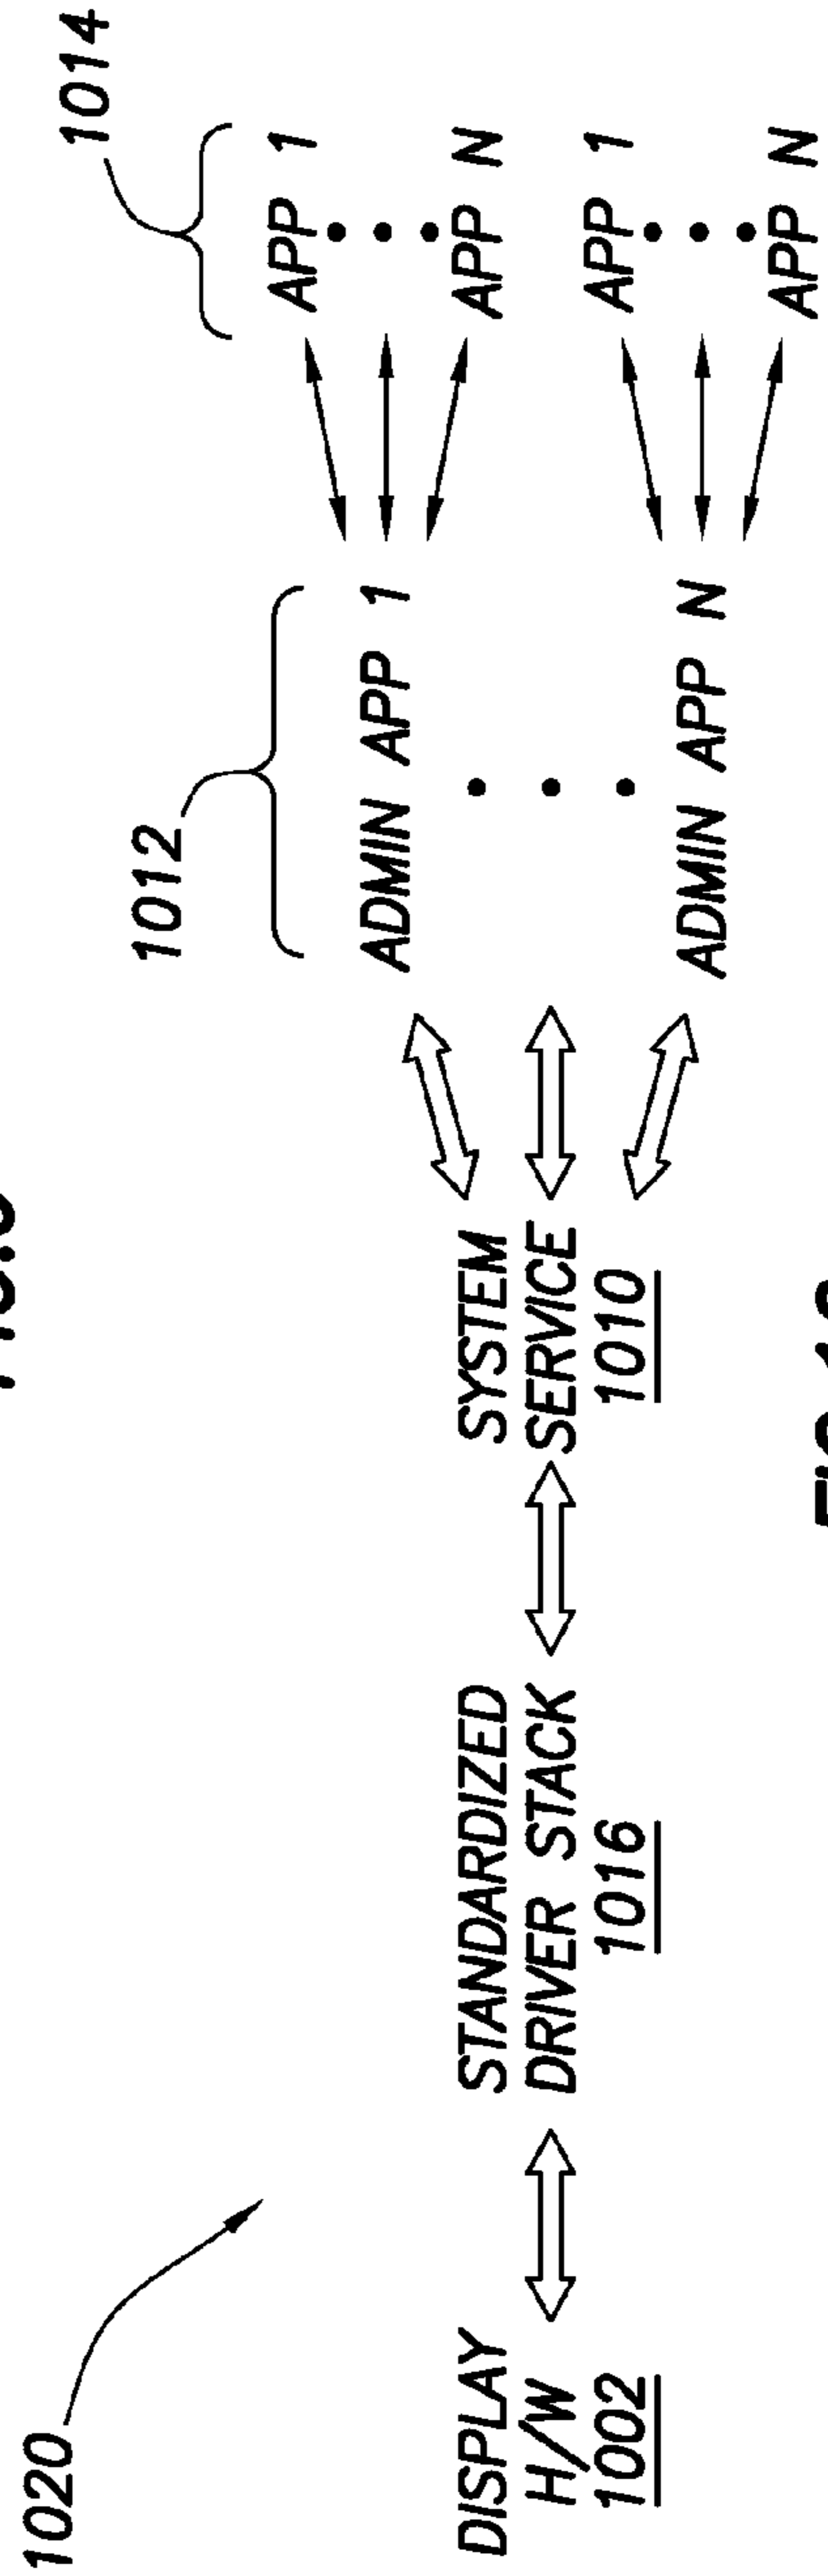 1020
DISPLAY
H/W
1002
STANDARDIZED
DRIVER STACK
1016
SYSTEM
SERVICE
1010
1012
ADMIN APP 1
ADMIN APP N
1014
APP 1
APP N
APP 1
APP N